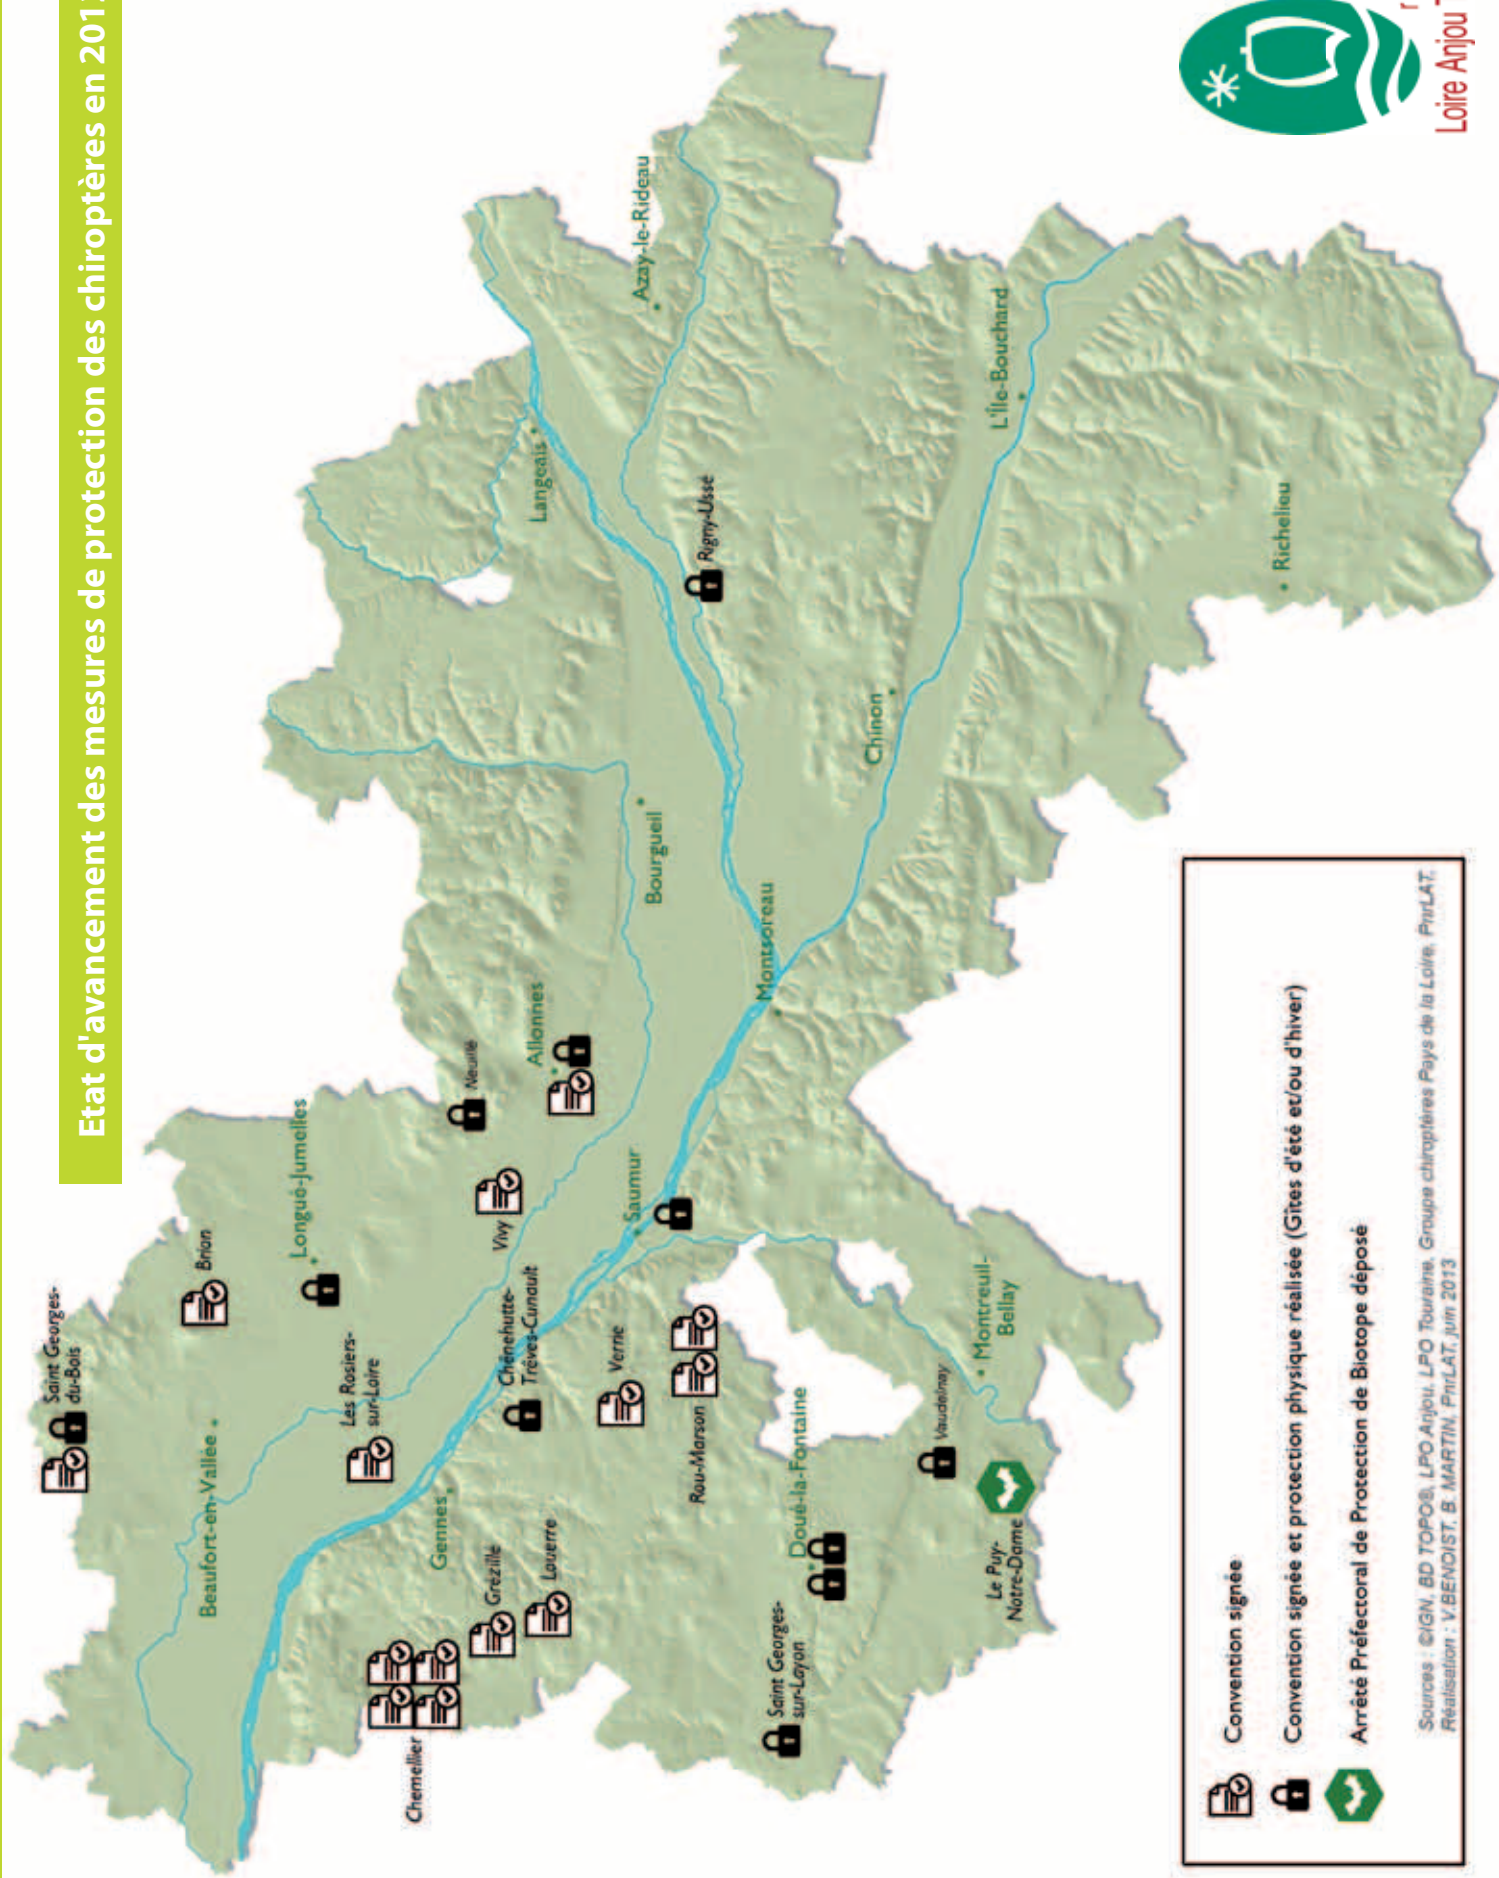 Etat d'avancement des mesures de protection des chiroptères en 201
Saint Georges-
du-Bois
Brian
Longué-Jumelles
Beaufort-en-Vallée
Les Rosiers-
sur-Loire
Neuillé
Vivy
Allonnes
Langeais
Azay-le-Rideau
Bourgueil
Rigny-Ussé
Saumur
Chênehutte-
Trèves-Cunault
Gennes
Verrie
Chemellier
Grézillé
Louerre
Rou-Marson
Montsoreau
Chinon
L'Île-Bouchard
Richelieu
Doué-la-Fontaine
Saint Georges-
sur-Layon
Vaudelnay
Montreuil-
Bellay
Le Puy-
Notre-Dame
Convention signée
Convention signée et protection physique réalisée (Gîtes d'été et/ou d'hiver)
Arrêté Préfectoral de Protection de Biotope déposé
Sources : ©IGN, BD TOPO®, LPO Anjou, LPO Touraine, Groupe chiroptères Pays de la Loire, PnrLAT,
Réalisation : V.BENOIST, B. MARTIN, PnrLAT, juin 2013
Loire Anjou